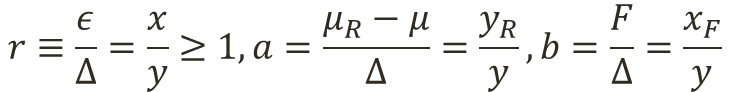 r ≡ ϵ/Δ = x/y ≥ 1, a = (μ_R − μ)/Δ = y_R/y, b = F/Δ = x_F/y